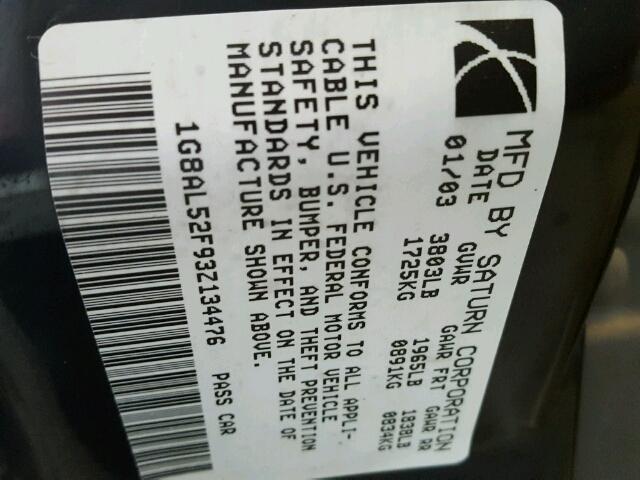 MFD BY SATURN CORPORATION
DATE GVWR GAWR FRT GAWR RR
01/03 3803LB 1965LB 1838LB
1725KG 0891KG 0834KG
THIS VEHICLE CONFORMS TO ALL APPLI-
CABLE U.S. FEDERAL MOTOR VEHICLE
SAFETY, BUMPER, AND THEFT PREVENTION
STANDARDS IN EFFECT ON THE DATE OF
MANUFACTURE SHOWN ABOVE.
1G8AL52F93Z134476 PASS CAR